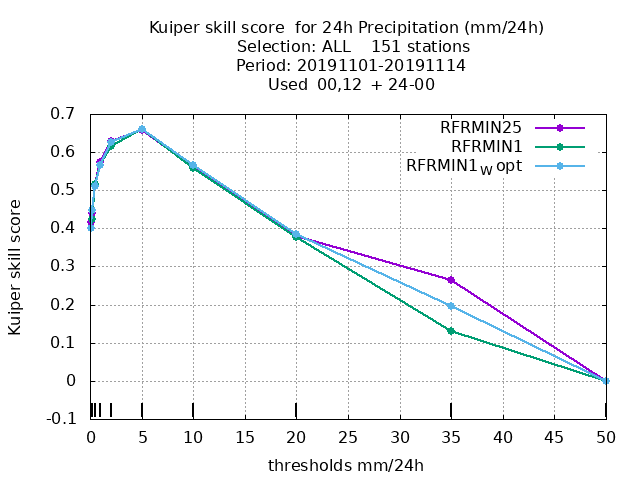 Kuiper skill score for 24h Precipitation (mm/24h)
Selection: ALL 151 stations
Period: 20191101-20191114
Used 00,12 + 24-00
0.7
0.6
0.5
0.4
0.3
0.2
0.1
0
-0.1
Kuiper skill score
RFRMIN25
RFRMIN1
RFRMIN1W opt
0 5 10 15 20 25 30 35 40 45 50
thresholds mm/24h